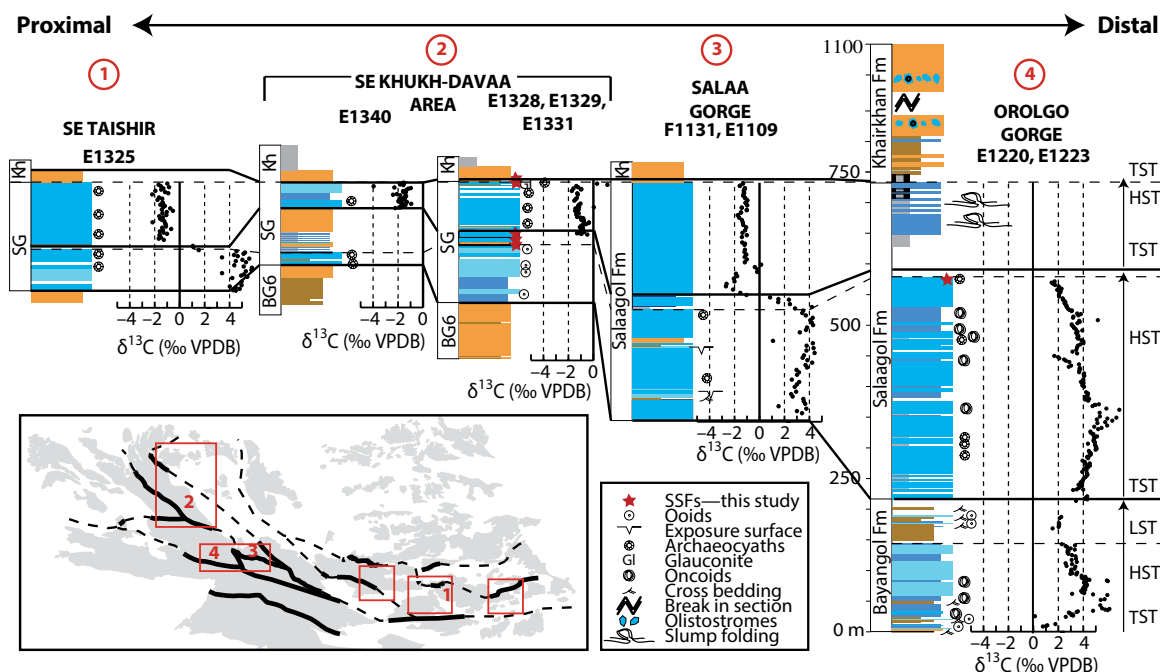 Proximal
Distal
1
SE TAISHIR
E1325
Kh
SG
−4 −2 0 2 4
δ13C (‰ VPDB)
2
SE KHUKH-DAVAA
AREA
E1340
E1328, E1329,
E1331
Kh
SG
BG6
−4 −2 0
δ13C (‰ VPDB)
Kh
SG
BG6
GI
−4 −2 0
δ13C (‰ VPDB)
3
SALAA
GORGE
F1131, E1109
Kh
Salaagol Fm
−4 −2 0 2 4
δ13C (‰ VPDB)
4
OROLGO
GORGE
E1220, E1223
1100
750
500
250
0 m
Khairkhan Fm
Salaagol Fm
Bayangol Fm
−4 −2 0 2 4
δ13C (‰ VPDB)
TST
HST
TST
HST
TST
LST
HST
TST
2
4
3
1
SSFs—this study
Ooids
Exposure surface
Archaeocyaths
GI Glauconite
Oncoids
Cross bedding
Break in section
Olistostromes
Slump folding